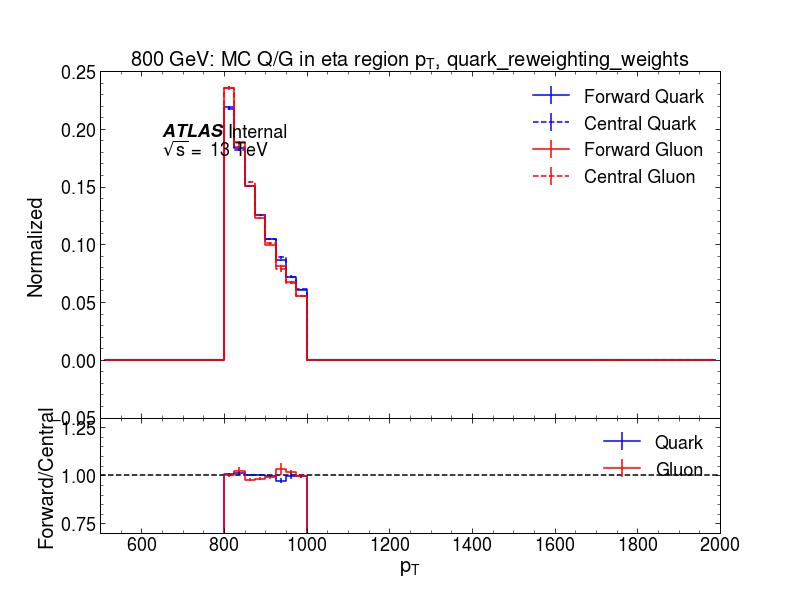 800 GeV: MC Q/G in eta region pT, quark_reweighting_weights
0.25
Forward Quark
Central Quark
Forward Gluon
Central Gluon
0.20
ATLAS Internal
√s = 13 TeV
0.15
Normalized
0.10
0.05
0.00
0.05
Forward/Central
1.25
Quark
Gluon
1.00
0.75
600 800 1000 1200 1400 1600 1800 2000
pT